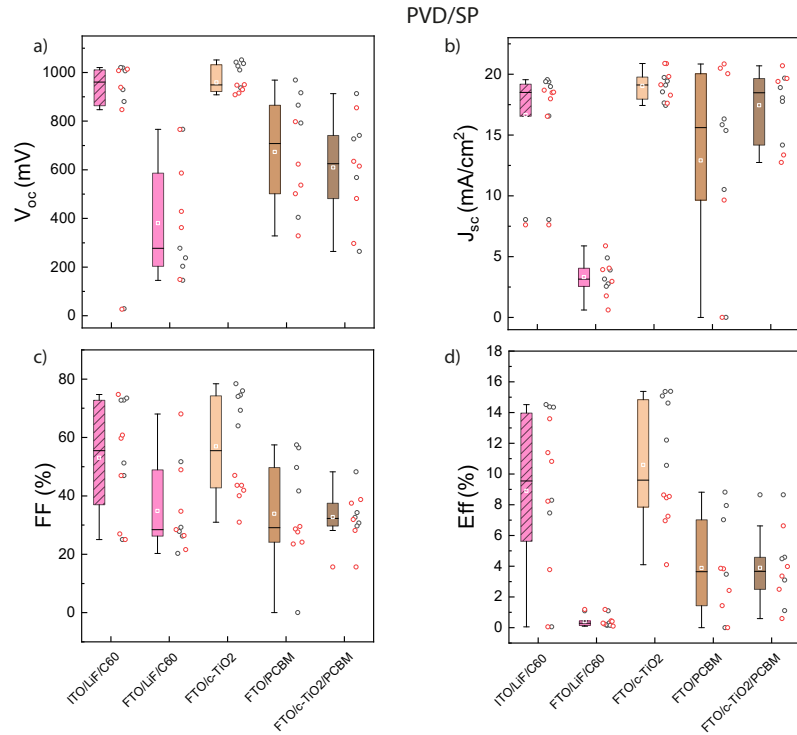 PVD/SP
a)
1000
800
600
400
200
0
V_oc (mV)
b)
20
15
10
5
0
J_sc (mA/cm²)
c)
80
60
40
20
0
FF (%)
ITO/LiF/C60
FTO/LiF/C60
FTO/c-TiO2
FTO/PCBM
FTO/c-TiO2/PCBM
d)
18
16
14
12
10
8
6
4
2
0
Eff (%)
ITO/LiF/C60
FTO/LiF/C60
FTO/c-TiO2
FTO/PCBM
FTO/c-TiO2/PCBM